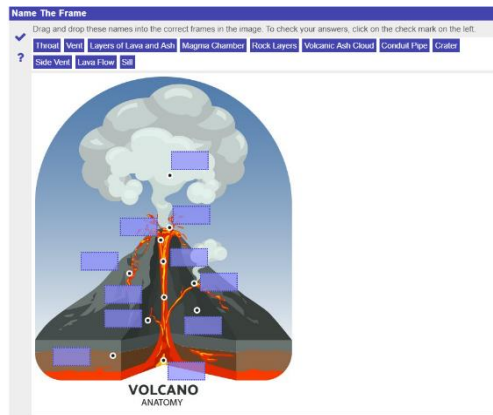 Name The Frame
Drag and drop these names into the correct frames in the image. To check your answers, click on the check mark on the left.
Throat Vent Layers of Lava and Ash Magma Chamber Rock Layers Volcanic Ash Cloud Conduit Pipe Crater
? Side Vent Lava Flow Sill
VOLCANO
ANATOMY